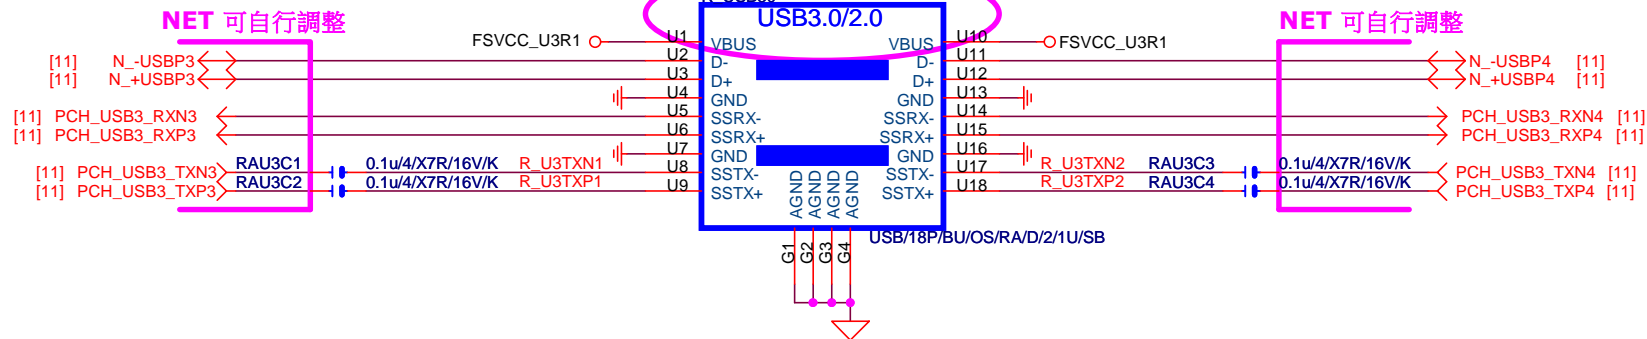 NET 可自行調整
USB3.0/2.0
NET 可自行調整
FSVCC_U3R1 U1 VBUS VBUS U10 FSVCC_U3R1
[11] N_-USBP3 U2 D- D- U11 N_-USBP4 [11]
[11] N_+USBP3 U3 D+ D+ U12 N_+USBP4 [11]
U4 GND GND U13
[11] PCH_USB3_RXN3 U5 SSRX- SSRX- U14 PCH_USB3_RXN4 [11]
[11] PCH_USB3_RXP3 U6 SSRX+ SSRX+ U15 PCH_USB3_RXP4 [11]
U7 GND GND U16
[11] PCH_USB3_TXN3 RAU3C1 0.1u/4/X7R/16V/K R_U3TXN1 U8 SSTX- SSTX- U17 R_U3TXN2 RAU3C3 0.1u/4/X7R/16V/K PCH_USB3_TXN4 [11]
[11] PCH_USB3_TXP3 RAU3C2 0.1u/4/X7R/16V/K R_U3TXP1 U9 SSTX+ SSTX+ U18 R_U3TXP2 RAU3C4 0.1u/4/X7R/16V/K PCH_USB3_TXP4 [11]
AGND AGND AGND AGND
USB/18P/BU/OS/RA/D/2/1U/SB
G1 G2 G3 G4